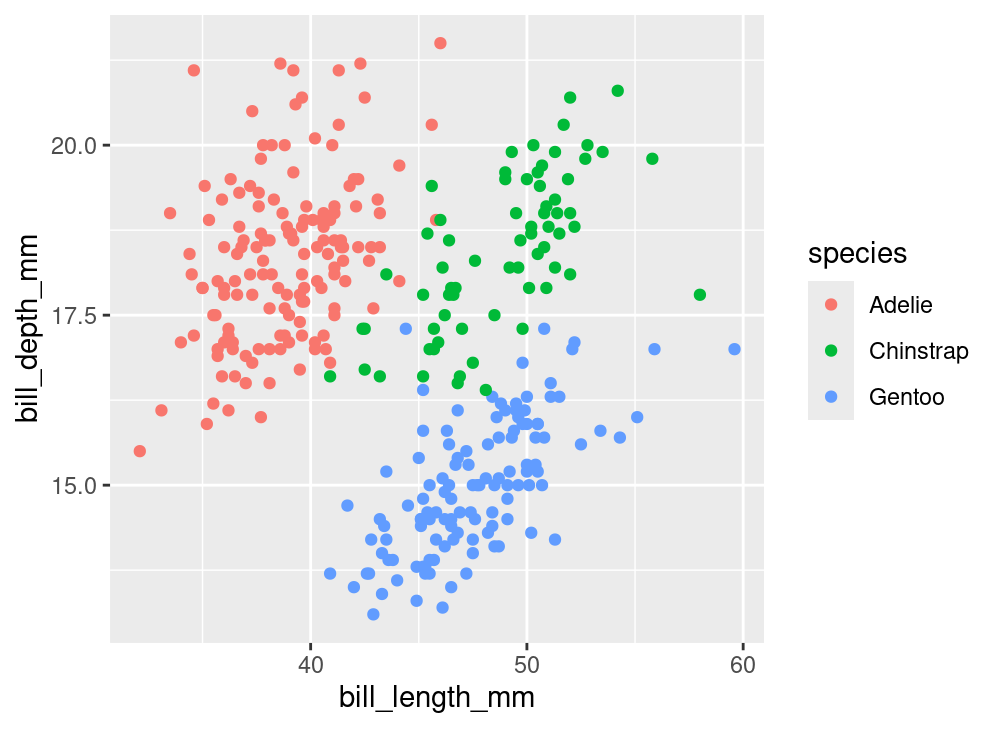 20.0
17.5
15.0
bill_depth_mm
40
50
60
bill_length_mm
species
Adelie
Chinstrap
Gentoo